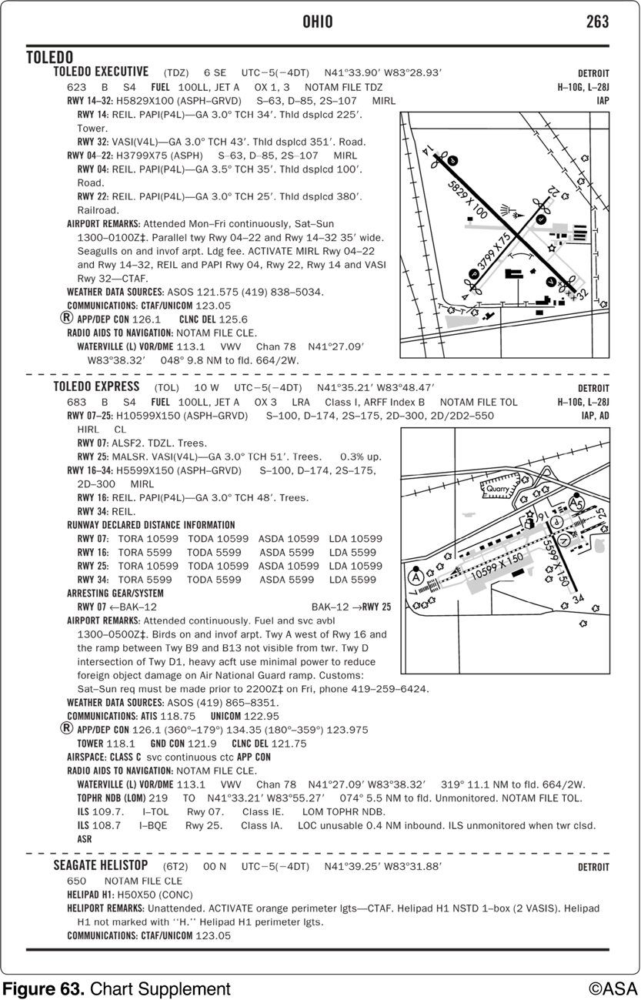 OHIO 263
TOLEDO
TOLEDO EXECUTIVE (TDZ) 6 SE UTC−5(−4DT) N41°33.90′ W83°28.93′ DETROIT
623 B S4 FUEL 100LL, JET A OX 1, 3 NOTAM FILE TDZ H–10G, L–28J
RWY 14–32: H5829X100 (ASPH–GRVD) S–63, D–85, 2S–107 MIRL IAP
RWY 14: REIL. PAPI(P4L)—GA 3.0° TCH 34′. Thld dsplcd 225′.
Tower.
RWY 32: VASI(V4L)—GA 3.0° TCH 43′. Thld dsplcd 351′. Road.
RWY 04–22: H3799X75 (ASPH) S–63, D–85, 2S–107 MIRL
RWY 04: REIL. PAPI(P4L)—GA 3.5° TCH 35′. Thld dsplcd 100′.
Road.
RWY 22: REIL. PAPI(P4L)—GA 3.0° TCH 25′. Thld dsplcd 380′.
Railroad.
AIRPORT REMARKS: Attended Mon–Fri continuously, Sat–Sun
1300–0100Z‡. Parallel twy Rwy 04–22 and Rwy 14–32 35′ wide.
Seagulls on and invof arpt. Ldg fee. ACTIVATE MIRL Rwy 04–22
and Rwy 14–32, REIL and PAPI Rwy 04, Rwy 22, Rwy 14 and VASI
Rwy 32—CTAF.
WEATHER DATA SOURCES: ASOS 121.575 (419) 838–5034.
COMMUNICATIONS: CTAF/UNICOM 123.05
Ⓡ APP/DEP CON 126.1 CLNC DEL 125.6
RADIO AIDS TO NAVIGATION: NOTAM FILE CLE.
WATERVILLE (L) VOR/DME 113.1 VWV Chan 78 N41°27.09′
W83°38.32′ 048° 9.8 NM to fld. 664/2W.
14
P
22
5829 X 100
P
3799 X 75
P
V
4
32
TOLEDO EXPRESS (TOL) 10 W UTC−5(−4DT) N41°35.21′ W83°48.47′ DETROIT
683 B S4 FUEL 100LL, JET A OX 3 LRA Class I, ARFF Index B NOTAM FILE TOL H–10G, L–28J
RWY 07–25: H10599X150 (ASPH–GRVD) S–100, D–174, 2S–175, 2D–300, 2D/2D2–550 IAP, AD
HIRL CL
RWY 07: ALSF2. TDZL. Trees.
RWY 25: MALSR. VASI(V4L)—GA 3.0° TCH 51′. Trees. 0.3% up.
RWY 16–34: H5599X150 (ASPH–GRVD) S–100, D–174, 2S–175,
2D–300 MIRL
RWY 16: REIL. PAPI(P4L)—GA 3.0° TCH 48′. Trees.
RWY 34: REIL.
RUNWAY DECLARED DISTANCE INFORMATION
RWY 07: TORA 10599 TODA 10599 ASDA 10599 LDA 10599
RWY 16: TORA 5599 TODA 5599 ASDA 5599 LDA 5599
RWY 25: TORA 10599 TODA 10599 ASDA 10599 LDA 10599
RWY 34: TORA 5599 TODA 5599 ASDA 5599 LDA 5599
ARRESTING GEAR/SYSTEM
RWY 07 ←BAK–12 BAK–12 →RWY 25
AIRPORT REMARKS: Attended continuously. Fuel and svc avbl
1300–0500Z‡. Birds on and invof arpt. Twy A west of Rwy 16 and
the ramp between Twy B9 and B13 not visible from twr. Twy D
intersection of Twy D1, heavy acft use minimal power to reduce
foreign object damage on Air National Guard ramp. Customs:
Sat–Sun req must be made prior to 2200Z‡ on Fri, phone 419–259–6424.
WEATHER DATA SOURCES: ASOS (419) 865–8351.
COMMUNICATIONS: ATIS 118.75 UNICOM 122.95
Ⓡ APP/DEP CON 126.1 (360°–179°) 134.35 (180°–359°) 123.975
TOWER 118.1 GND CON 121.9 CLNC DEL 121.75
AIRSPACE: CLASS C svc continuous ctc APP CON
RADIO AIDS TO NAVIGATION: NOTAM FILE CLE.
WATERVILLE (L) VOR/DME 113.1 VWV Chan 78 N41°27.09′ W83°38.32′ 319° 11.1 NM to fld. 664/2W.
TOPHR NDB (LOM) 219 TO N41°33.21′ W83°55.27′ 074° 5.5 NM to fld. Unmonitored. NOTAM FILE TOL.
ILS 109.7. I–TOL Rwy 07. Class IE. LOM TOPHR NDB.
ILS 108.7 I–BQE Rwy 25. Class IA. LOC unusable 0.4 NM inbound. ILS unmonitored when twr clsd.
ASR
Quarry
A5
16
P
25
V
5599 X 150
10599 X 150
A
7
34
SEAGATE HELISTOP (6T2) 00 N UTC−5(−4DT) N41°39.25′ W83°31.88′ DETROIT
650 NOTAM FILE CLE
HELIPAD H1: H50X50 (CONC)
HELIPORT REMARKS: Unattended. ACTIVATE orange perimeter lgts—CTAF. Helipad H1 NSTD 1–box (2 VASIS). Helipad
H1 not marked with ''H.'' Helipad H1 perimeter lgts.
COMMUNICATIONS: CTAF/UNICOM 123.05
Figure 63. Chart Supplement ©ASA